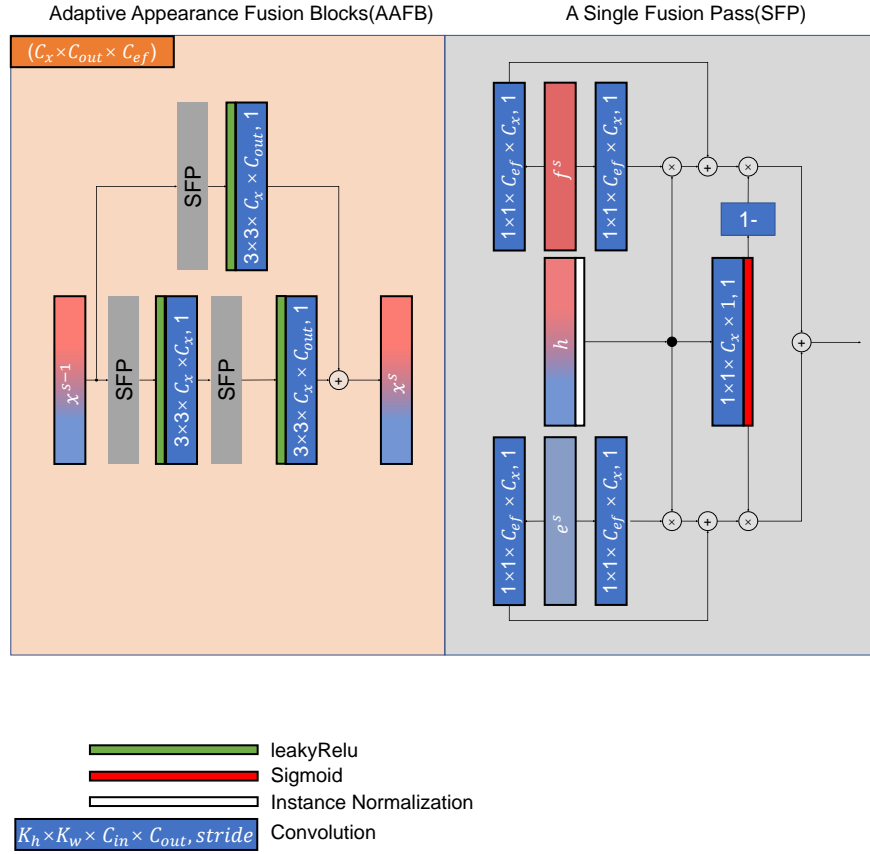 Adaptive Appearance Fusion Blocks(AAFB)
A Single Fusion Pass(SFP)
(C_x×C_out × C_ef)
SFP
3×3× C_x × C_out, 1
x^{s−1}
SFP
3×3× C_x ×C_x, 1
SFP
3×3× C_x × C_out, 1
+
x^s
1×1× C_ef × C_x, 1
f^s
1×1× C_ef × C_x, 1
×
+
×
1-
h
1×1× C_x × 1, 1
+
1×1× C_ef × C_x, 1
e^s
1×1× C_ef × C_x, 1
×
+
×
leakyRelu
Sigmoid
Instance Normalization
K_h×K_w× C_in× C_out, stride
Convolution